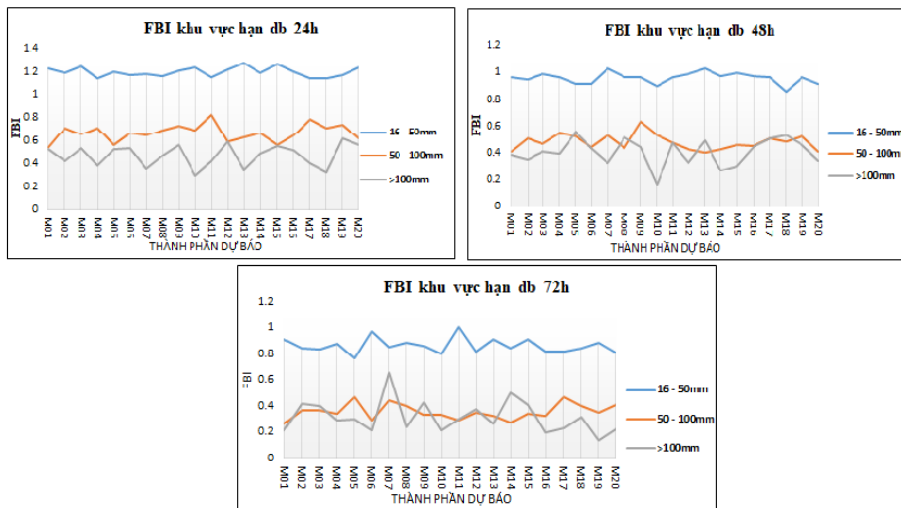 FBI khu vực hạn db 24h
1 4
1 2
1
0 8
0 6
0 4
0 2
0
FBI
M01
M02
M03
M04
M05
M06
M07
M08
M09
M10
M11
M12
M13
M14
M15
M16
M17
M18
M19
M20
THÀNH PHẦN DỰ BÁO
16 - 50mm
50 - 100mm
>100mm
FBI khu vực hạn db 48h
1.2
1
0.8
0.6
0.4
0.2
0
FBI
M01
M02
M03
M04
M05
M06
M07
M08
M09
M10
M11
M12
M13
M14
M15
M16
M17
M18
M19
M20
THÀNH PHẦN DỰ BÁO
16 - 50mm
50 - 100mm
>100mm
FBI khu vực hạn db 72h
1.2
1
0.8
0.6
0.4
0.2
0
FBI
M01
M02
M03
M04
M05
M06
M07
M08
M09
M10
M11
M12
M13
M14
M15
M16
M17
M18
M19
M20
THÀNH PHẦN DỰ BÁO
16 - 50mm
50 - 100mm
>100mm